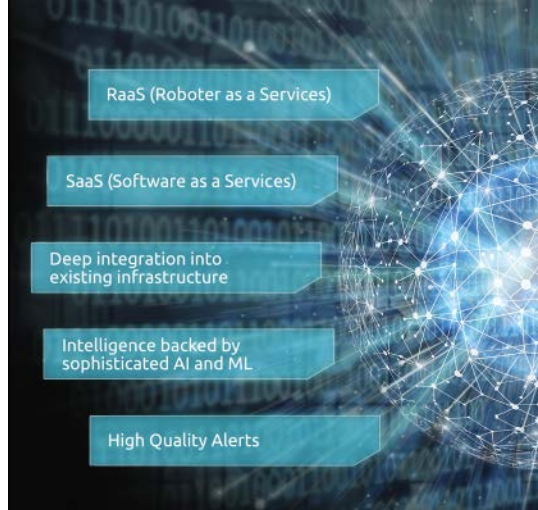 RaaS (Roboter as a Services)
SaaS (Software as a Services)
Deep integration into
existing infrastructure
Intelligence backed by
sophisticated AI and ML
High Quality Alerts